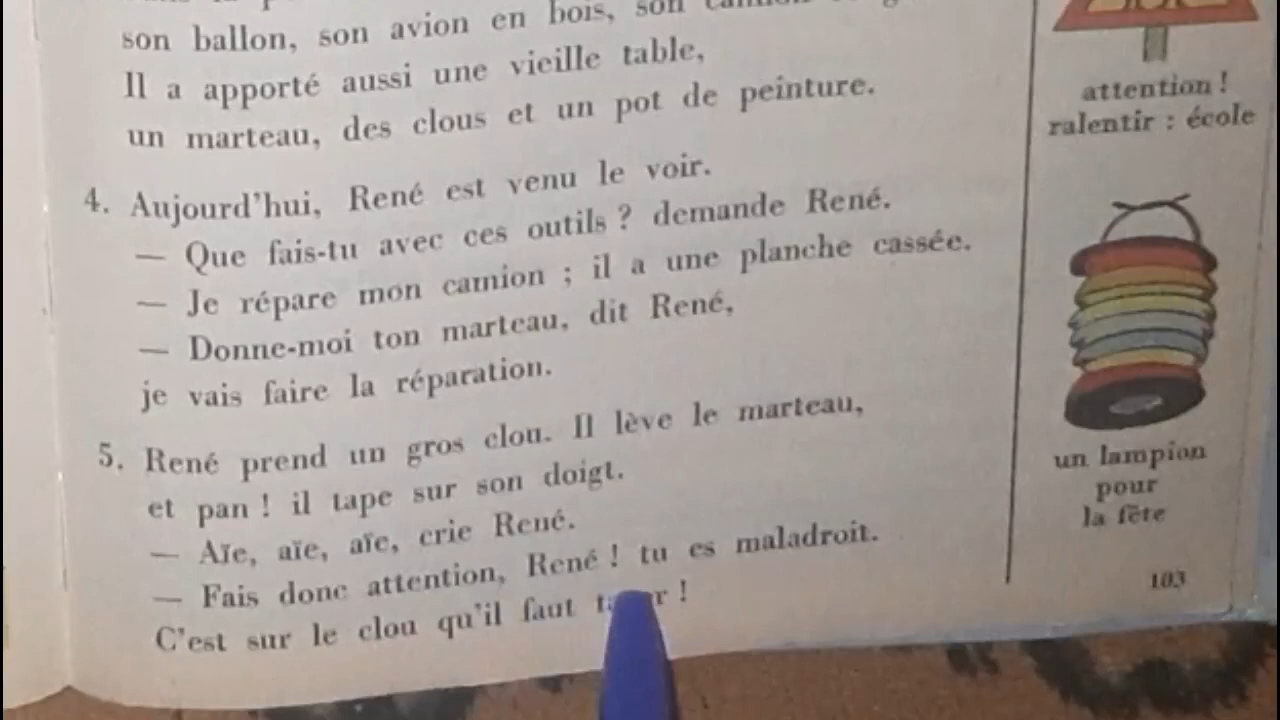 son ballon, son avion en bois, son
Il a apporté aussi une vieille table,
un marteau, des clous et un pot de peinture.
4. Aujourd'hui, René est venu le voir.
— Que fais-tu avec ces outils ? demande René.
— Je répare mon camion ; il a une planche cassée.
— Donne-moi ton marteau, dit René,
je vais faire la réparation.
5. René prend un gros clou. Il lève le marteau,
et pan ! il tape sur son doigt.
— Aïe, aïe, aïe, crie René.
— Fais donc attention, René ! tu es maladroit.
C'est sur le clou qu'il faut !
attention !
ralentir : école
un lampion
pour
la fête
103